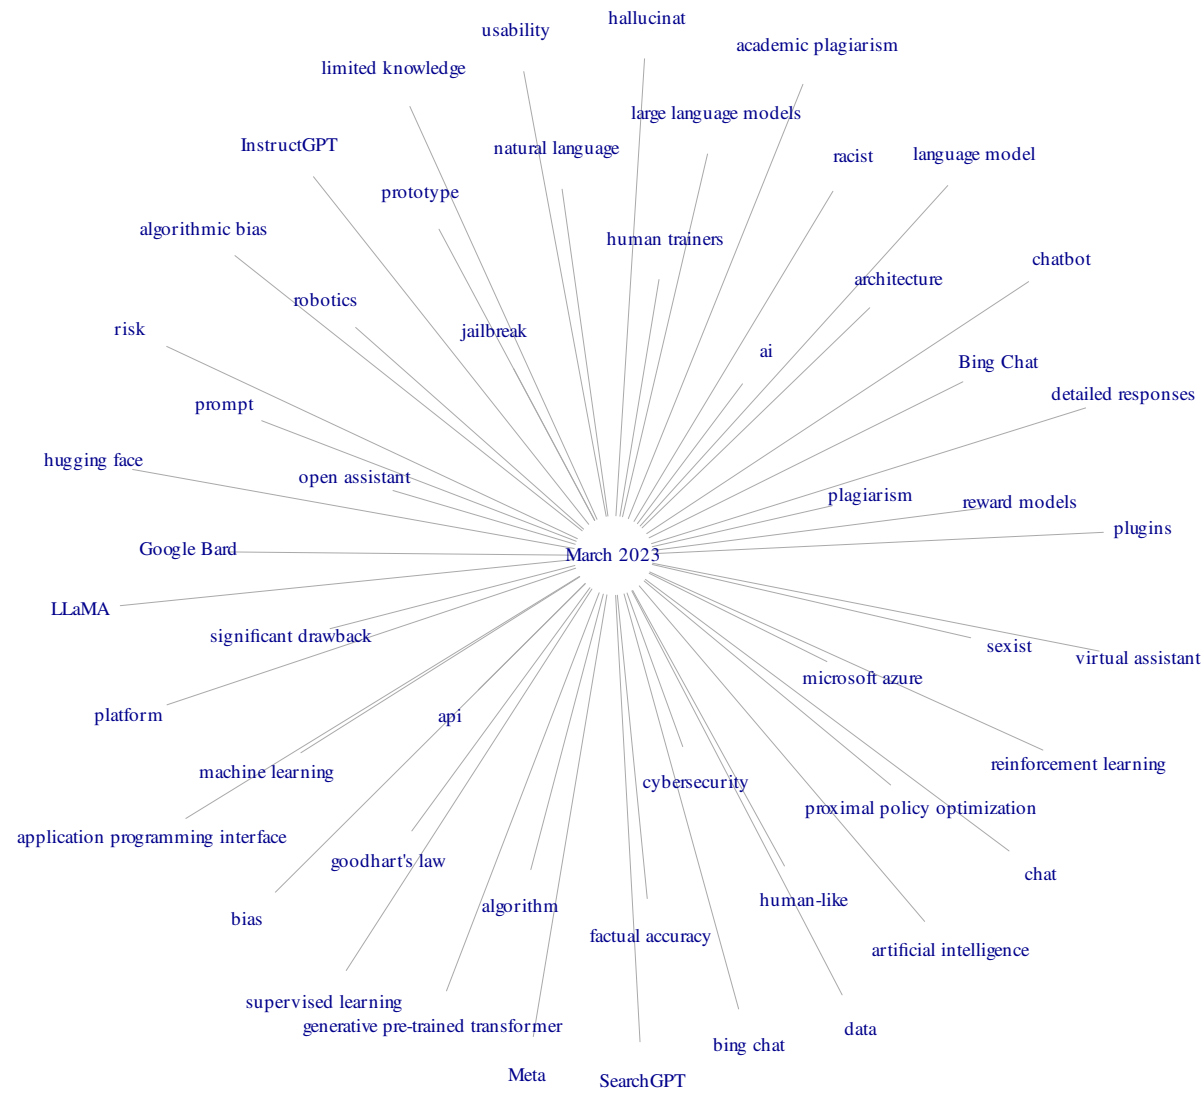 hallucinat
usability
academic plagiarism
limited knowledge
large language models
InstructGPT
natural language
racist
language model
prototype
algorithmic bias
human trainers
chatbot
architecture
robotics
risk
jailbreak
ai
Bing Chat
detailed responses
prompt
hugging face
open assistant
plagiarism
reward models
plugins
Google Bard
March 2023
LLaMA
significant drawback
sexist
virtual assistant
microsoft azure
platform
api
machine learning
reinforcement learning
cybersecurity
proximal policy optimization
application programming interface
goodhart's law
chat
human-like
algorithm
bias
factual accuracy
artificial intelligence
supervised learning
generative pre-trained transformer
data
bing chat
Meta
SearchGPT